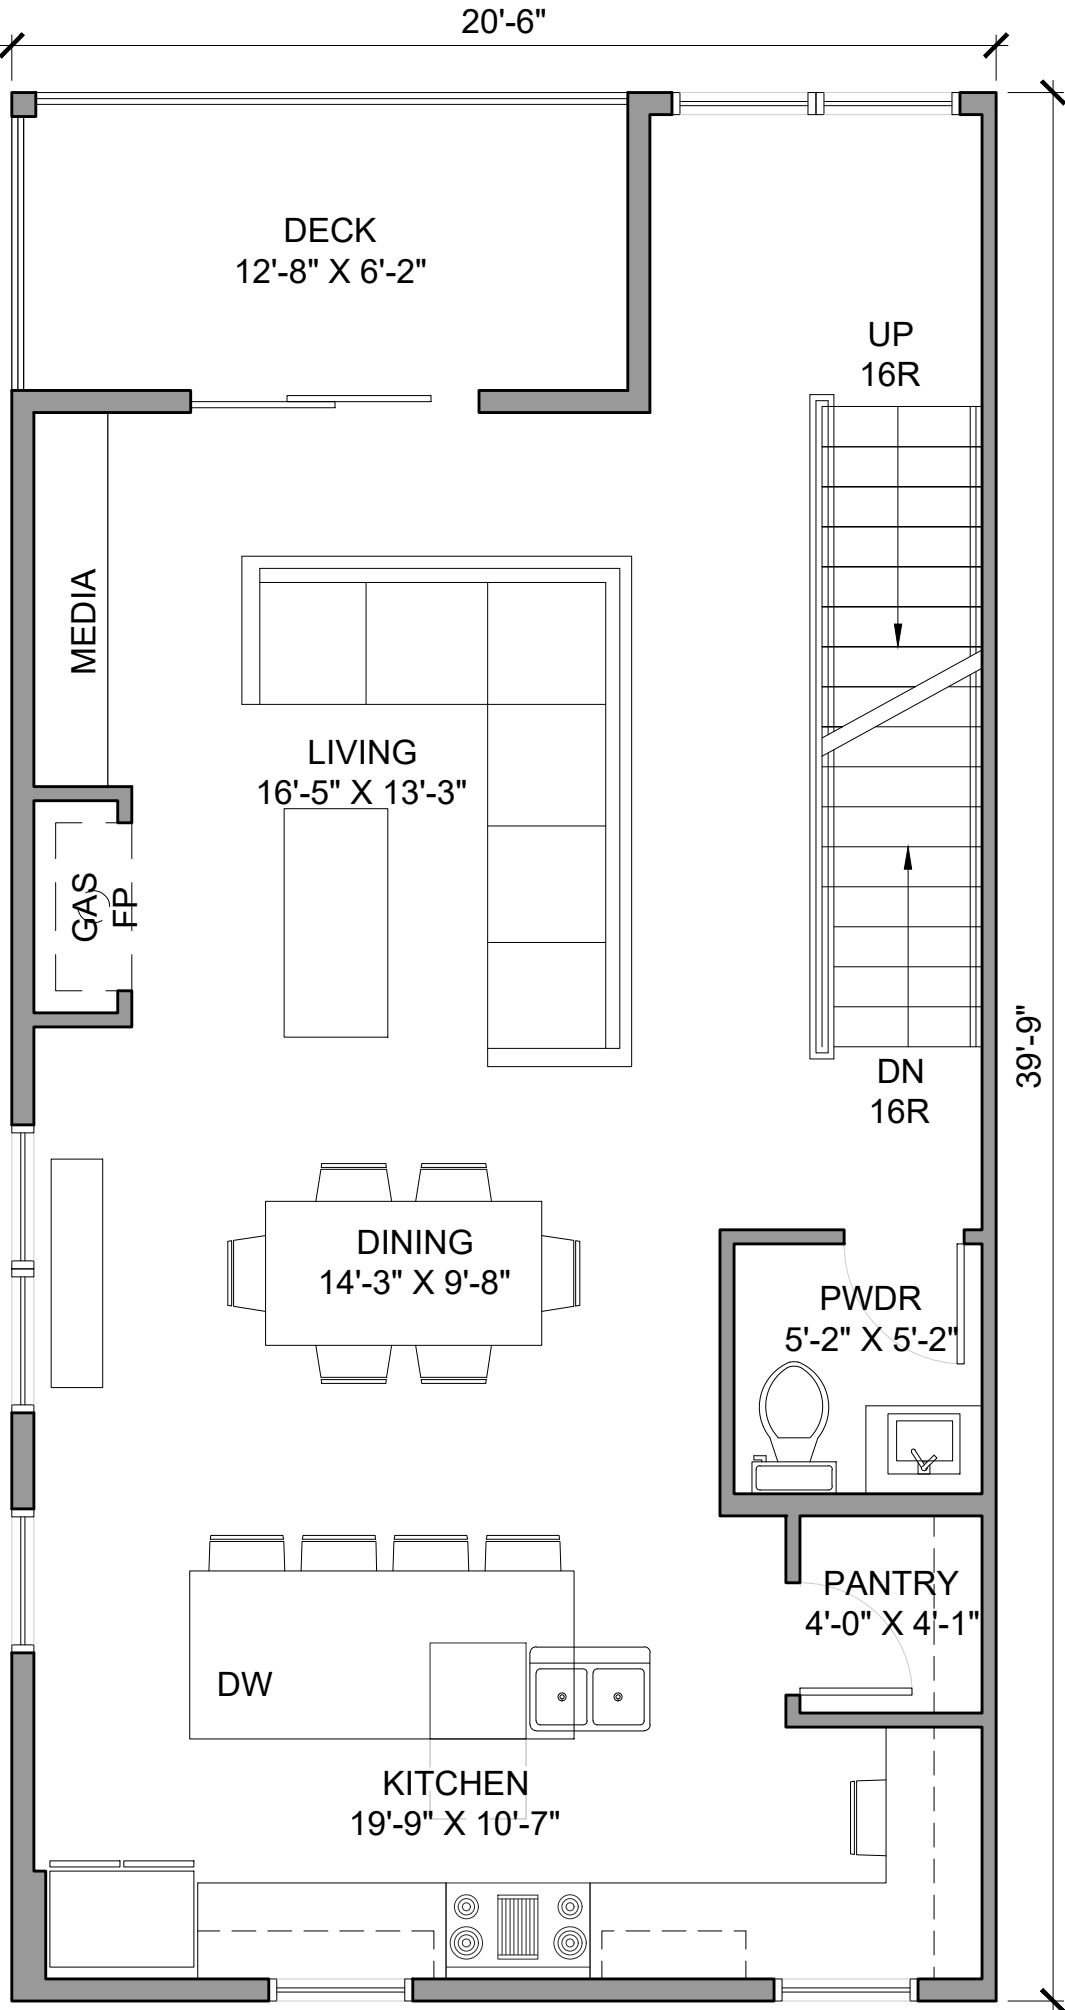 20'-6"
DECK
12'-8" X 6'-2"
UP
16R
MEDIA
LIVING
16'-5" X 13'-3"
GAS
FP
39'-9"
DN
16R
DINING
14'-3" X 9'-8"
PWDR
5'-2" X 5'-2"
PANTRY
4'-0" X 4'-1"
DW
KITCHEN
19'-9" X 10'-7"